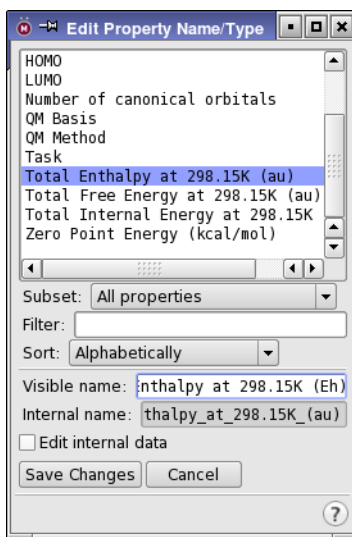 Edit Property Name/Type
HOMO
LUMO
Number of canonical orbitals
QM Basis
QM Method
Task
Total Enthalpy at 298.15K (au)
Total Free Energy at 298.15K (au)
Total Internal Energy at 298.15K
Zero Point Energy (kcal/mol)
Subset: All properties
Filter:
Sort: Alphabetically
Visible name: Enthalpy at 298.15K (Eh)
Internal name: thalpy_at_298.15K_(au)
Edit internal data
Save Changes Cancel
?